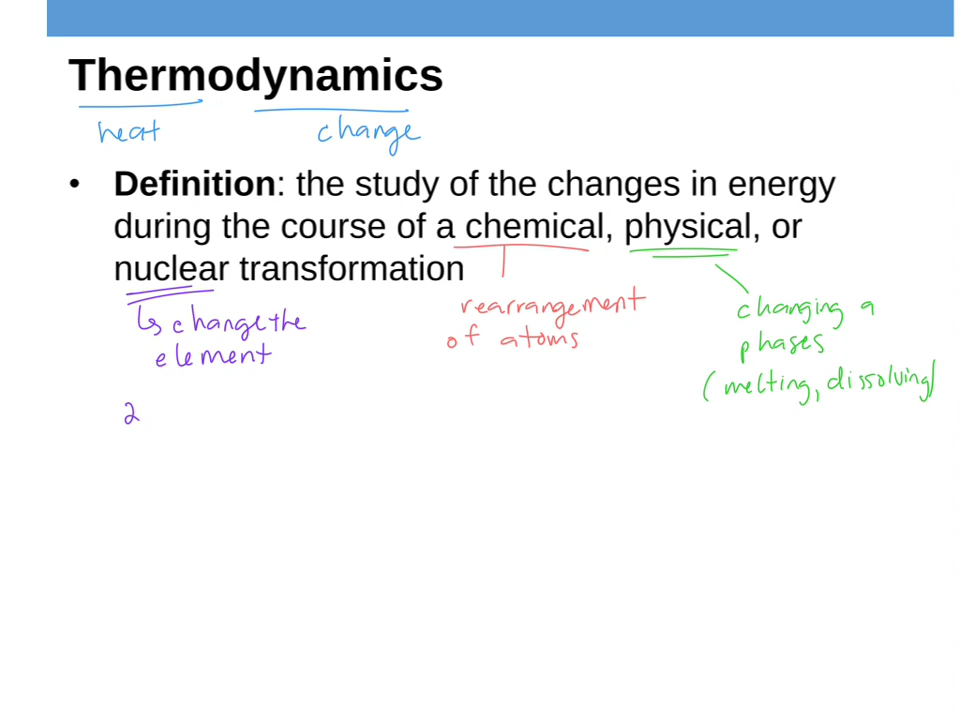 Thermodynamics
heat change
• Definition: the study of the changes in energy
during the course of a chemical, physical, or
nuclear transformation
↳ change the
element
rearrangement
of atoms
changing a
phases
(melting, dissolving)
2